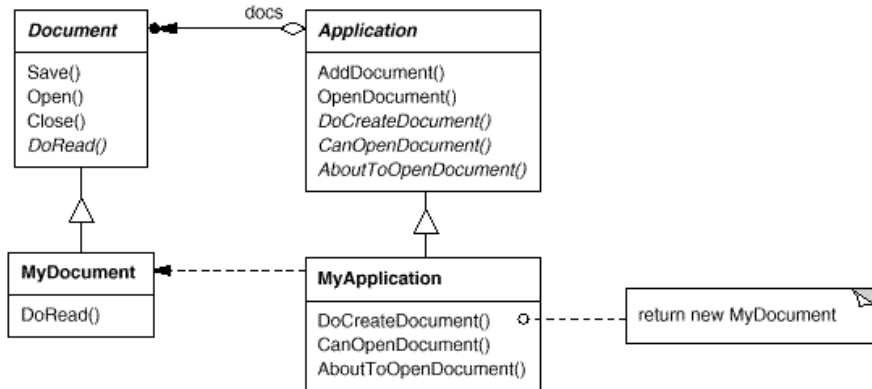 docs
Document
Save()
Open()
Close()
DoRead()
Application
AddDocument()
OpenDocument()
DoCreateDocument()
CanOpenDocument()
AboutToOpenDocument()
MyDocument
DoRead()
MyApplication
DoCreateDocument()
CanOpenDocument()
AboutToOpenDocument()
return new MyDocument